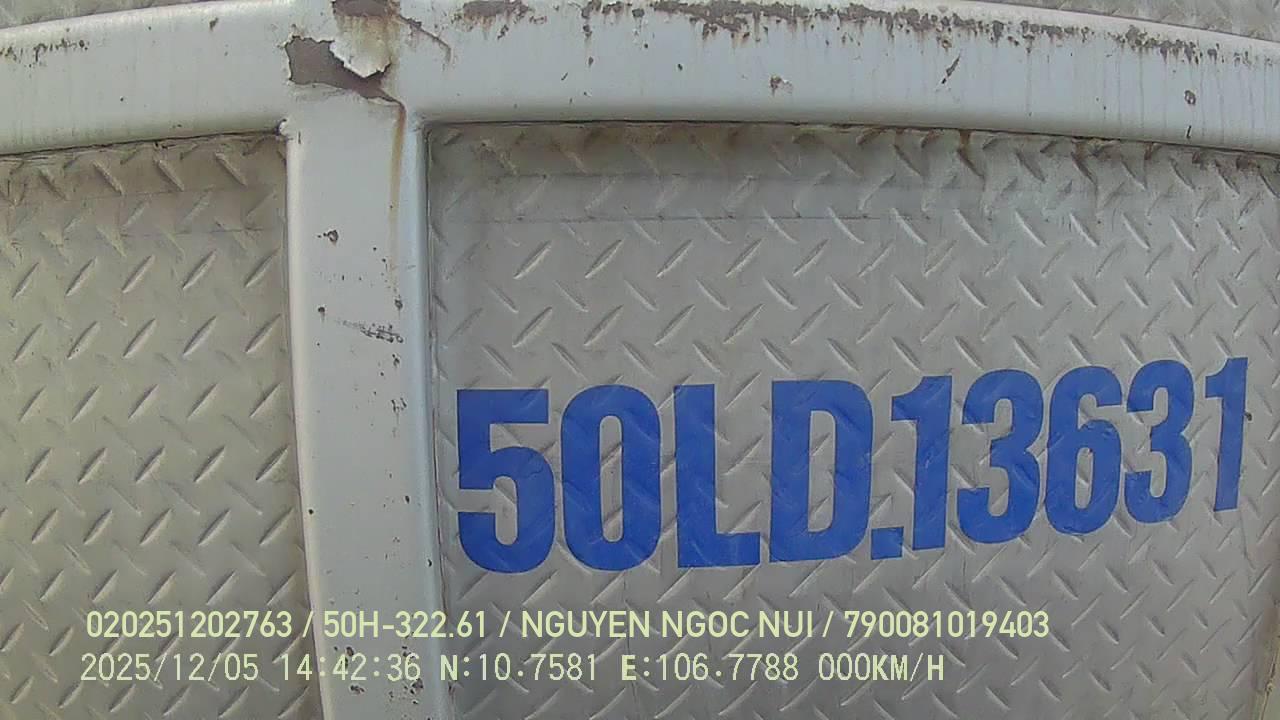 50LD.13631
020251202763 / 50H-322.61 / NGUYEN NGOC NUI / 790081019403
2025/12/05 14:42:36 N:10.7581 E:106.7788 000KM/H